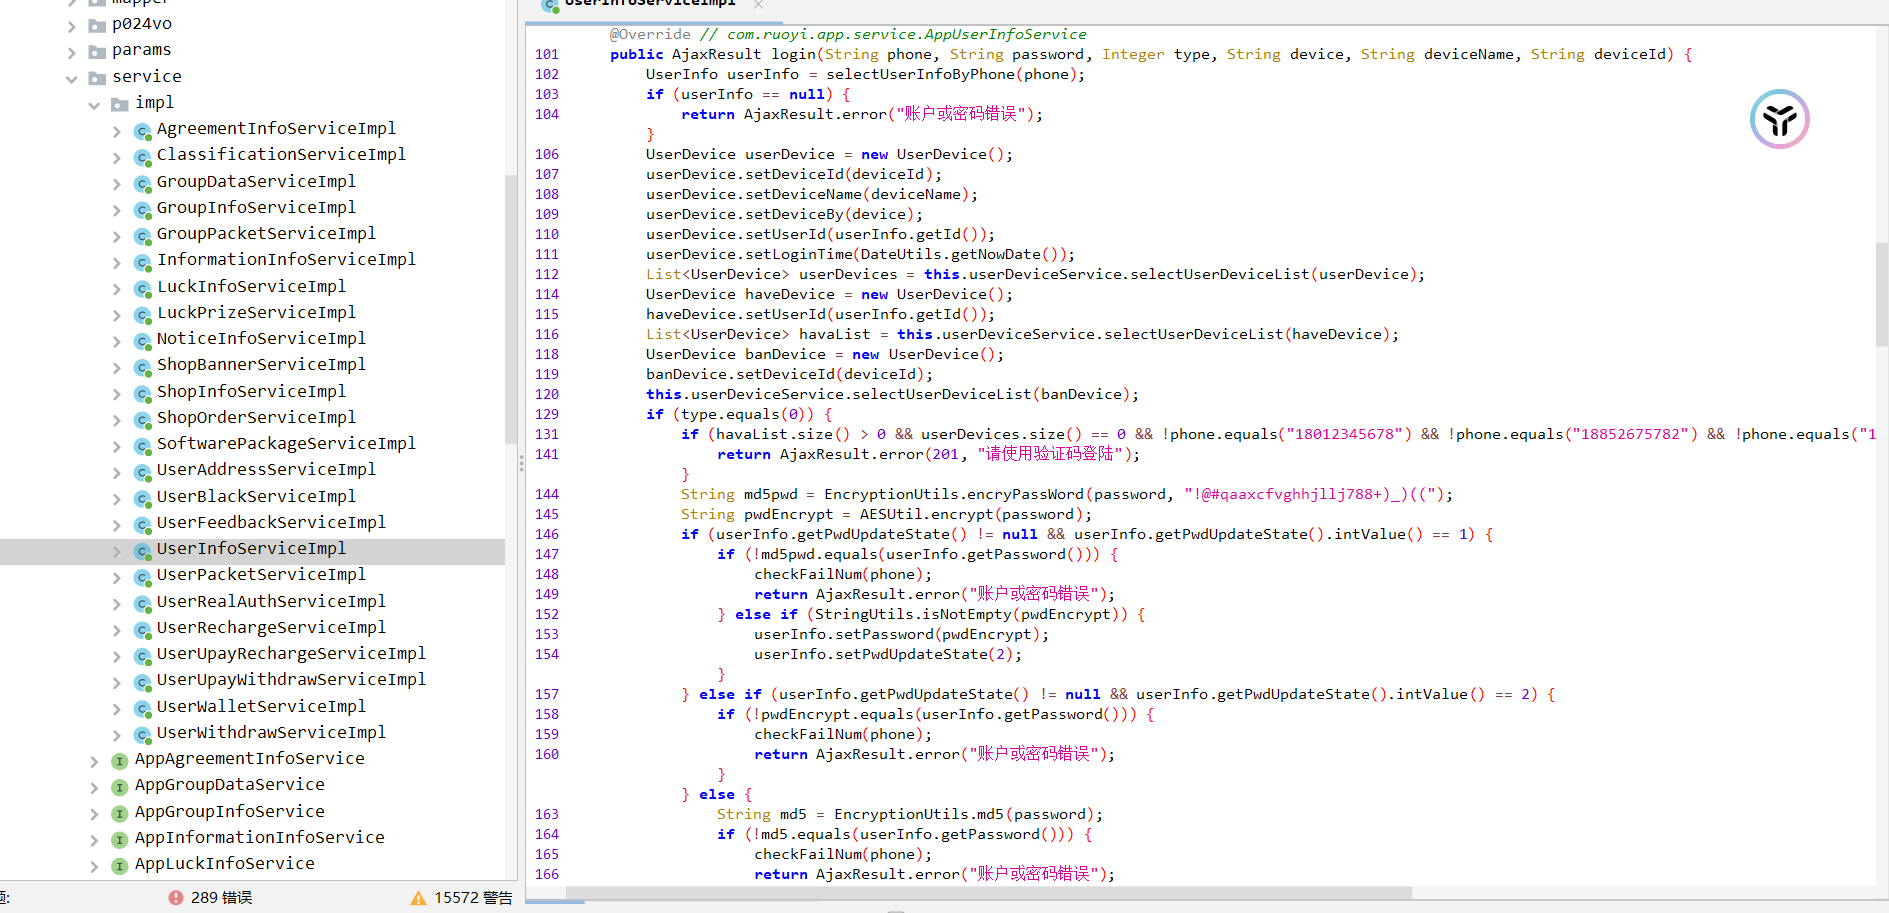 mapper
p024vo
params
service
impl
AgreementInfoServiceImpl
ClassificationServiceImpl
GroupDataServiceImpl
GroupInfoServiceImpl
GroupPacketServiceImpl
InformationInfoServiceImpl
LuckInfoServiceImpl
LuckPrizeServiceImpl
NoticeInfoServiceImpl
ShopBannerServiceImpl
ShopInfoServiceImpl
ShopOrderServiceImpl
SoftwarePackageServiceImpl
UserAddressServiceImpl
UserBlackServiceImpl
UserFeedbackServiceImpl
UserInfoServiceImpl
UserPacketServiceImpl
UserRealAuthServiceImpl
UserRechargeServiceImpl
UserUpayRechargeServiceImpl
UserUpayWithdrawServiceImpl
UserWalletServiceImpl
UserWithdrawServiceImpl
AppAgreementInfoService
AppGroupDataService
AppGroupInfoService
AppInformationInfoService
AppLuckInfoService
289 错误
15572 警告
UserInfoServiceImpl
@Override // com.ruoyi.app.service.AppUserInfoService
101 public AjaxResult login(String phone, String password, Integer type, String device, String deviceName, String deviceId) {
102 UserInfo userInfo = selectUserInfoByPhone(phone);
103 if (userInfo == null) {
104 return AjaxResult.error("账户或密码错误");
}
106 UserDevice userDevice = new UserDevice();
107 userDevice.setDeviceId(deviceId);
108 userDevice.setDeviceName(deviceName);
109 userDevice.setDeviceBy(device);
110 userDevice.setUserId(userInfo.getId());
111 userDevice.setLoginTime(DateUtils.getNowDate());
112 List<UserDevice> userDevices = this.userDeviceService.selectUserDeviceList(userDevice);
114 UserDevice haveDevice = new UserDevice();
115 haveDevice.setUserId(userInfo.getId());
116 List<UserDevice> havaList = this.userDeviceService.selectUserDeviceList(haveDevice);
118 UserDevice banDevice = new UserDevice();
119 banDevice.setDeviceId(deviceId);
120 this.userDeviceService.selectUserDeviceList(banDevice);
129 if (type.equals(0)) {
131 if (havaList.size() > 0 && userDevices.size() == 0 && !phone.equals("18012345678") && !phone.equals("18852675782") && !phone.equals("1
141 return AjaxResult.error(201, "请使用验证码登陆");
}
144 String md5pwd = EncryptionUtils.encryPassWord(password, "!@#qaaxcfvghhjllj788+)_)((");
145 String pwdEncrypt = AESUtil.encrypt(password);
146 if (userInfo.getPwdUpdateState() != null && userInfo.getPwdUpdateState().intValue() == 1) {
147 if (!md5pwd.equals(userInfo.getPassword())) {
148 checkFailNum(phone);
149 return AjaxResult.error("账户或密码错误");
152 } else if (StringUtils.isNotEmpty(pwdEncrypt)) {
153 userInfo.setPassword(pwdEncrypt);
154 userInfo.setPwdUpdateState(2);
}
157 } else if (userInfo.getPwdUpdateState() != null && userInfo.getPwdUpdateState().intValue() == 2) {
158 if (!pwdEncrypt.equals(userInfo.getPassword())) {
159 checkFailNum(phone);
160 return AjaxResult.error("账户或密码错误");
}
} else {
163 String md5 = EncryptionUtils.md5(password);
164 if (!md5.equals(userInfo.getPassword())) {
165 checkFailNum(phone);
166 return AjaxResult.error("账户或密码错误");